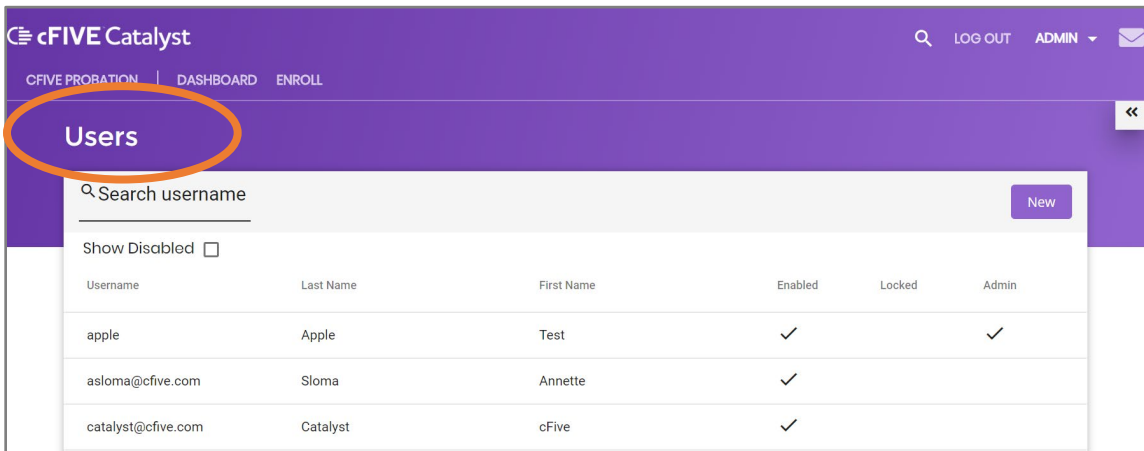 cFIVE Catalyst LOG OUT ADMIN
CFIVE PROBATION | DASHBOARD ENROLL
Users
Search username New
Show Disabled
Username Last Name First Name Enabled Locked Admin
apple Apple Test
asloma@cfive.com Sloma Annette
catalyst@cfive.com Catalyst cFive